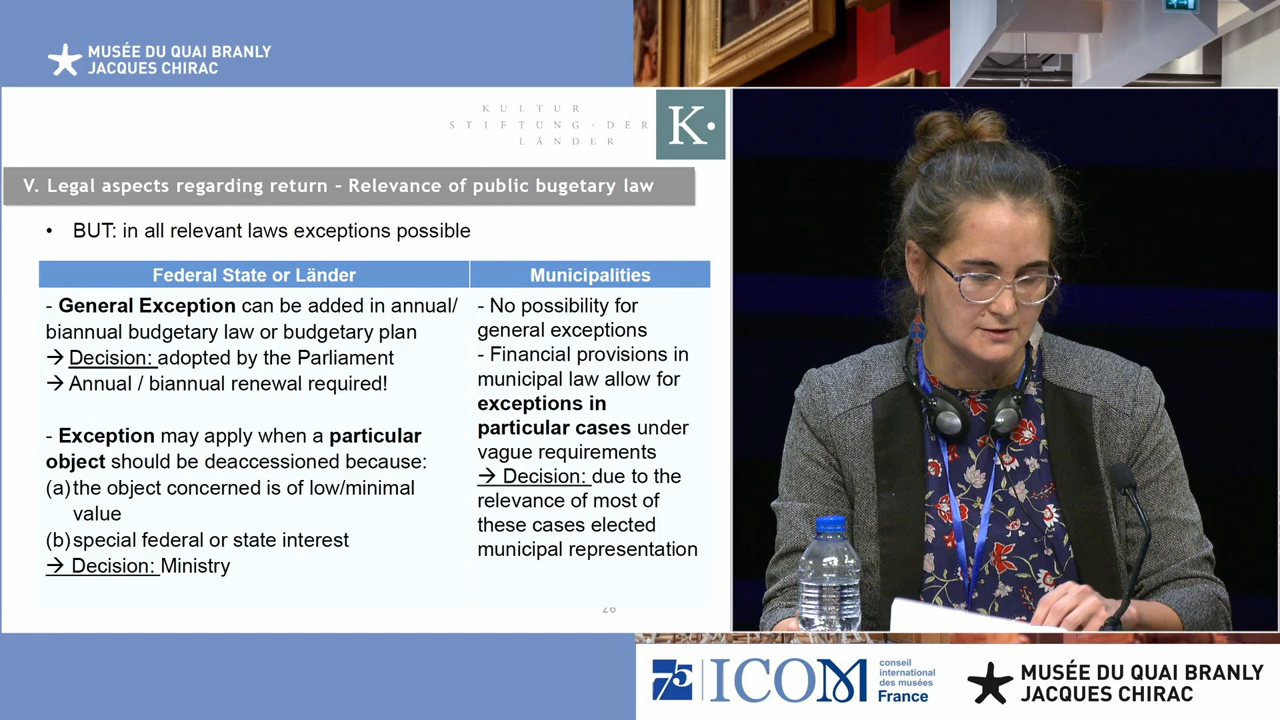 MUSÉE DU QUAI BRANLY
JACQUES CHIRAC
KULTUR
STIFTUNG·DER
LÄNDER
K·
V. Legal aspects regarding return - Relevance of public bugetary law
• BUT: in all relevant laws exceptions possible
Federal State or Länder
- General Exception can be added in annual/
biannual budgetary law or budgetary plan
→ Decision: adopted by the Parliament
→ Annual / biannual renewal required!
- Exception may apply when a particular
object should be deaccessioned because:
(a) the object concerned is of low/minimal
value
(b) special federal or state interest
→ Decision: Ministry
Municipalities
- No possibility for
general exceptions
- Financial provisions in
municipal law allow for
exceptions in
particular cases under
vague requirements
→ Decision: due to the
relevance of most of
these cases elected
municipal representation
26
75
ICOM
conseil
international
des musées
France
MUSÉE DU QUAI BRANLY
JACQUES CHIRAC